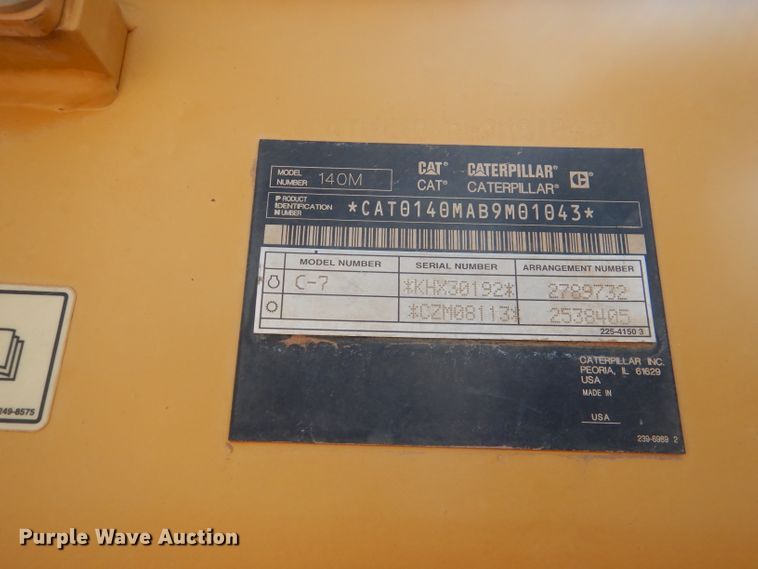 MODEL NUMBER 140M
CAT® CATERPILLAR® C
CAT® CATERPILLAR®
PRODUCT IDENTIFICATION NUMBER *CAT0140MAB9M01043*
MODEL NUMBER SERIAL NUMBER ARRANGEMENT NUMBER
C-7 *KHX30192* 2789732
*CZM08113* 2538405
225-4150 3
CATERPILLAR INC.
PEORIA, IL 61629
USA
MADE IN
USA
239-6989 2
249-8575
Purple Wave Auction